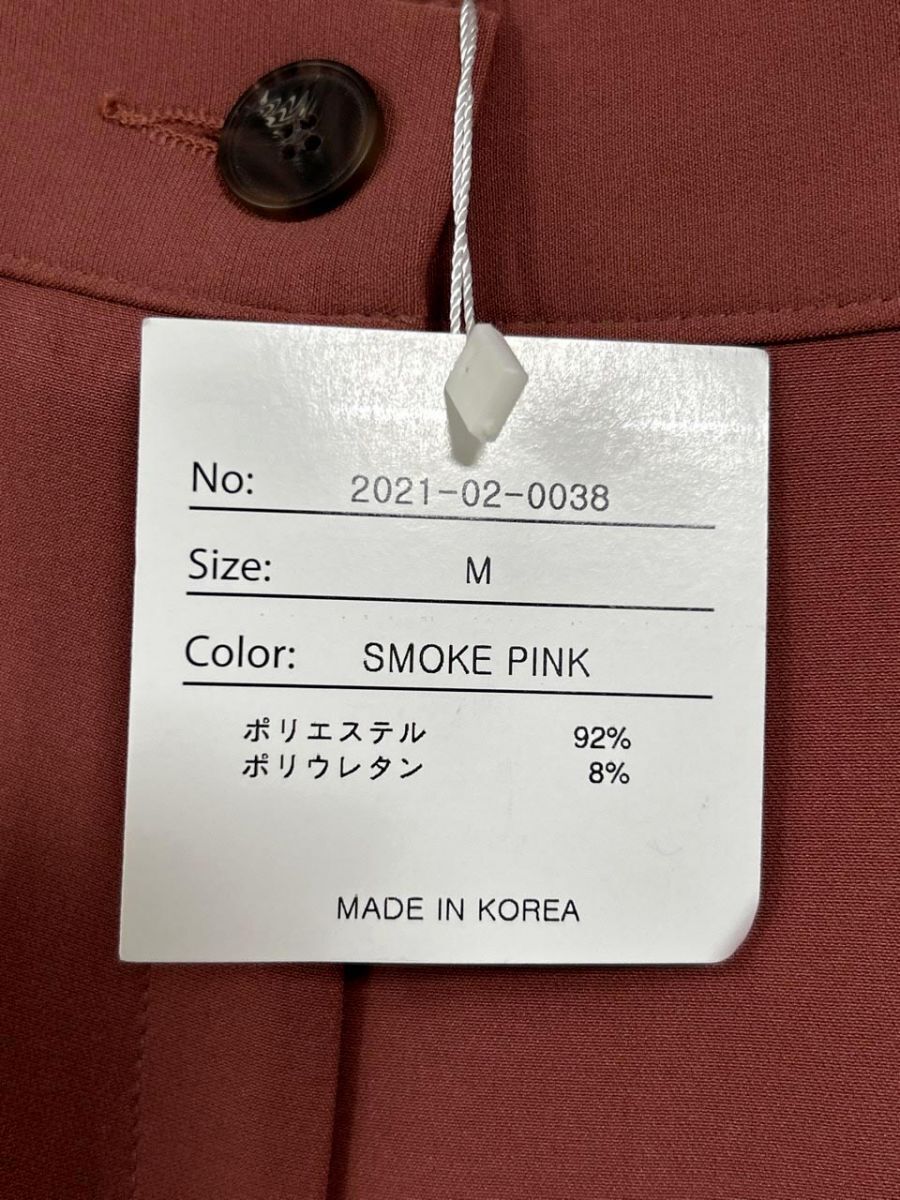 No: 2021-02-0038
Size: M
Color: SMOKE PINK
ポリエステル 92%
ポリウレタン 8%
MADE IN KOREA